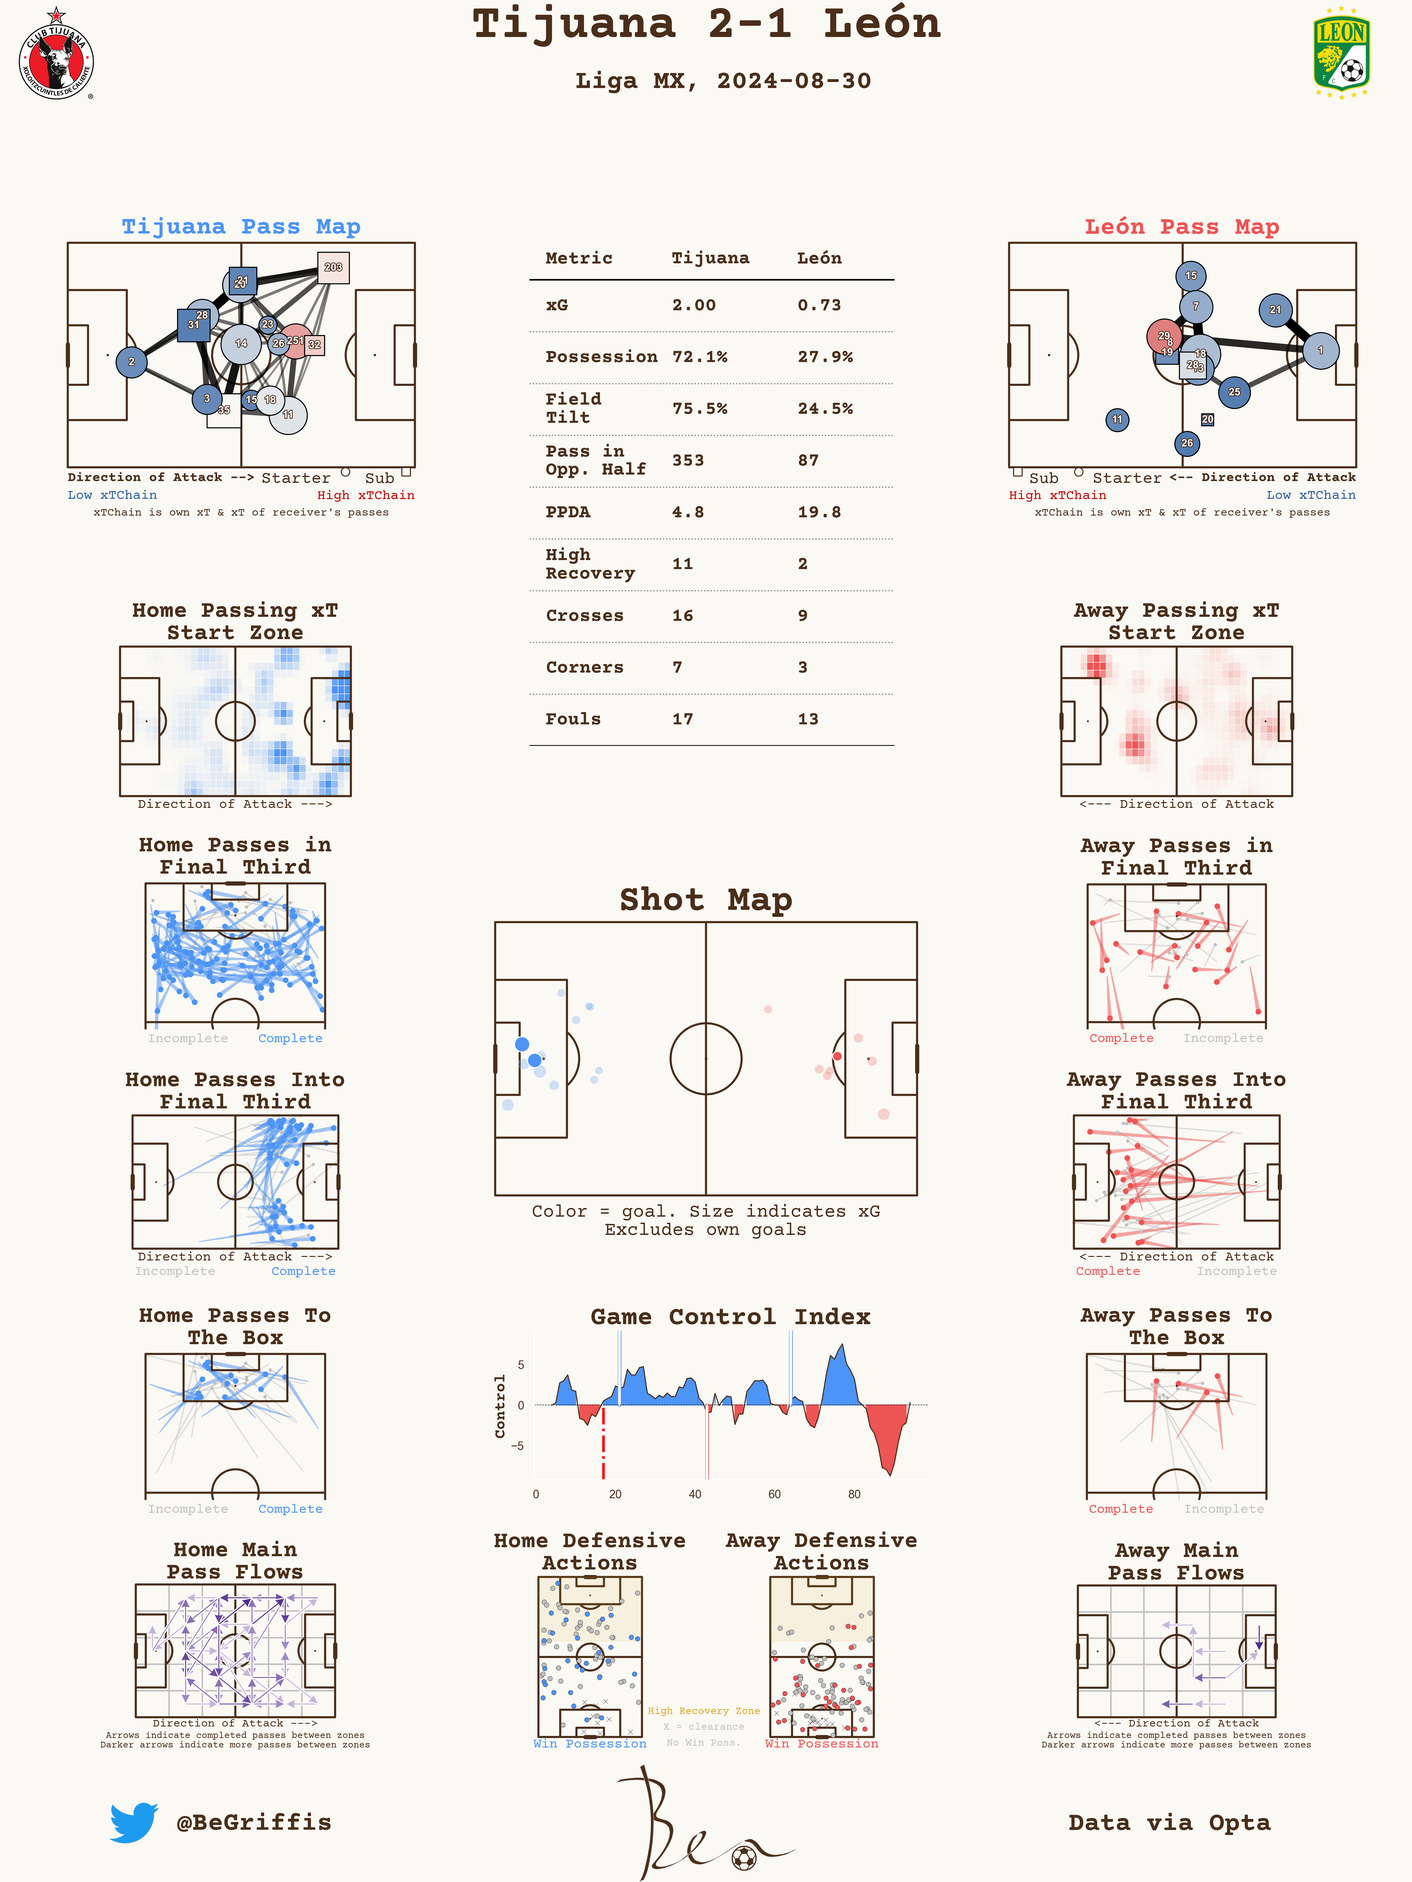 Tijuana 2-1 León
Liga MX, 2024-08-30
CLUB TIJUANA
XOLOITZCUINTLES DE CALIENTE
®
LEON
F C
Tijuana Pass Map
203
21
20
28
31
23
14
26
251
32
2
3
35
15
18
11
Direction of Attack --> Starter Sub
Low xTChain High xTChain
xTChain is own xT & xT of receiver's passes
Metric Tijuana León
xG 2.00 0.73
Possession 72.1% 27.9%
Field
Tilt 75.5% 24.5%
Pass in
Opp. Half 353 87
PPDA 4.8 19.8
High
Recovery 11 2
Crosses 16 9
Corners 7 3
Fouls 17 13
León Pass Map
15
7
21
29
8
19
18
1
28
13
25
11
20
26
Sub Starter <-- Direction of Attack
High xTChain Low xTChain
xTChain is own xT & xT of receiver's passes
Home Passing xT
Start Zone
Direction of Attack --->
Away Passing xT
Start Zone
<--- Direction of Attack
Home Passes in
Final Third
Incomplete Complete
Away Passes in
Final Third
Complete Incomplete
Shot Map
Color = goal. Size indicates xG
Excludes own goals
Home Passes Into
Final Third
Direction of Attack --->
Incomplete Complete
Away Passes Into
Final Third
<--- Direction of Attack
Complete Incomplete
Home Passes To
The Box
Incomplete Complete
Game Control Index
Control
5
0
−5
0 20 40 60 80
Away Passes To
The Box
Complete Incomplete
Home Main
Pass Flows
Direction of Attack --->
Arrows indicate completed passes between zones
Darker arrows indicate more passes between zones
Home Defensive
Actions
Win Possession
High Recovery Zone
X = clearance
No Win Poss.
Away Defensive
Actions
Win Possession
Away Main
Pass Flows
<--- Direction of Attack
Arrows indicate completed passes between zones
Darker arrows indicate more passes between zones
@BeGriffis
Ben
Data via Opta